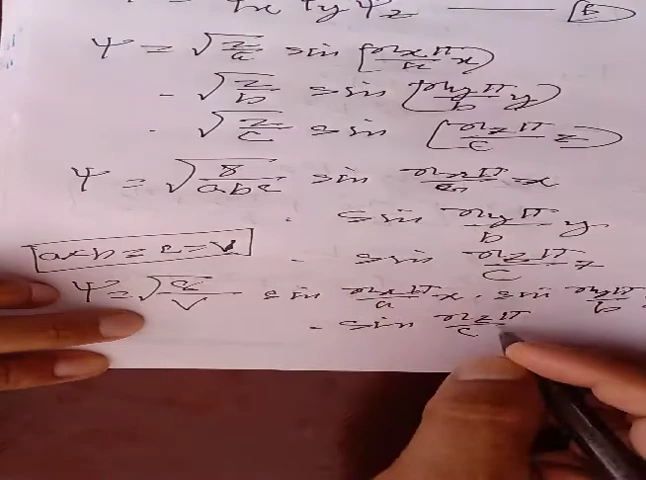 ψx ψy ψz ——— (B)
ψ = √2/a sin (nxπ/a x)
· √2/b sin (nyπ/b y)
· √2/c sin (nzπ/c z)
ψ = √8/abc sin nxπ/a x
· sin nyπ/b y
a×b = c = V
· sin nzπ/c z
ψ = √8/V sin nxπ/a x · sin nyπ/b
· sin nzπ/c